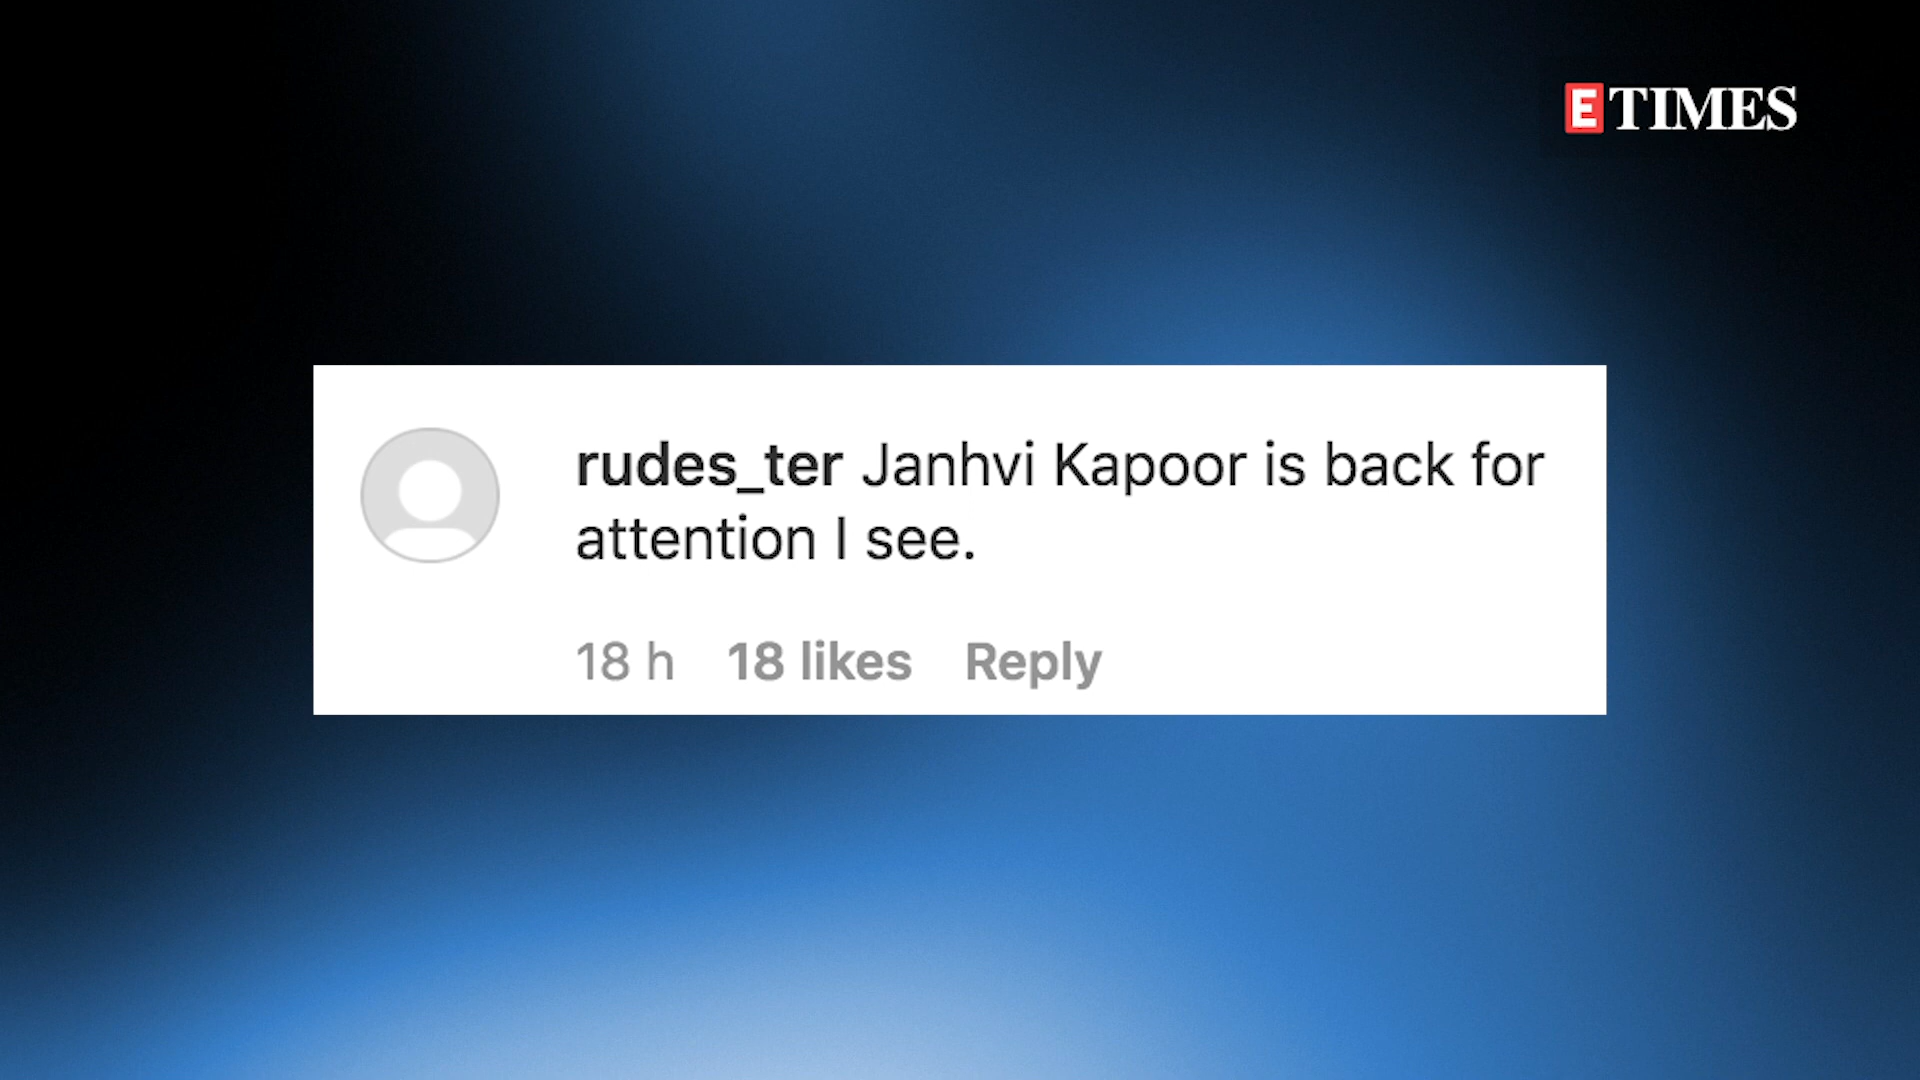 ETIMES
rudes_ter Janhvi Kapoor is back for
attention I see.
18 h 18 likes Reply